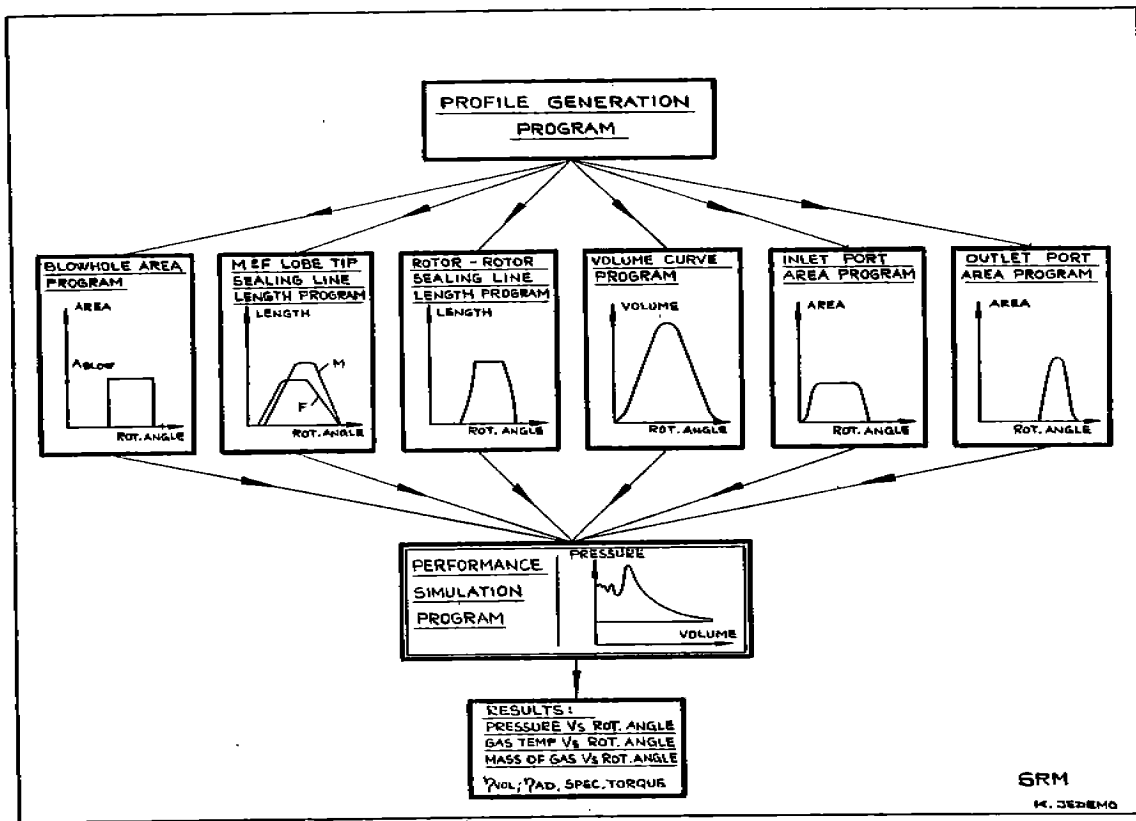 PROFILE GENERATION
PROGRAM
BLOWHOLE AREA
PROGRAM
AREA
ABLOW
ROT. ANGLE
M&F LOBE TIP
SEALING LINE
LENGTH PROGRAM
LENGTH
M
F
ROT. ANGLE
ROTOR - ROTOR
SEALING LINE
LENGTH PROGRAM
LENGTH
ROT. ANGLE
VOLUME CURVE
PROGRAM
VOLUME
ROT. ANGLE
INLET PORT
AREA PROGRAM
AREA
ROT. ANGLE
OUTLET PORT
AREA PROGRAM
AREA
ROT. ANGLE
PERFORMANCE
SIMULATION
PROGRAM
PRESSURE
VOLUME
RESULTS:
PRESSURE Vs ROT. ANGLE
GAS TEMP Vs ROT. ANGLE
MASS OF GAS Vs ROT. ANGLE
ηVOL; ηAD, SPEC. TORQUE
SRM
K. JEDEMO